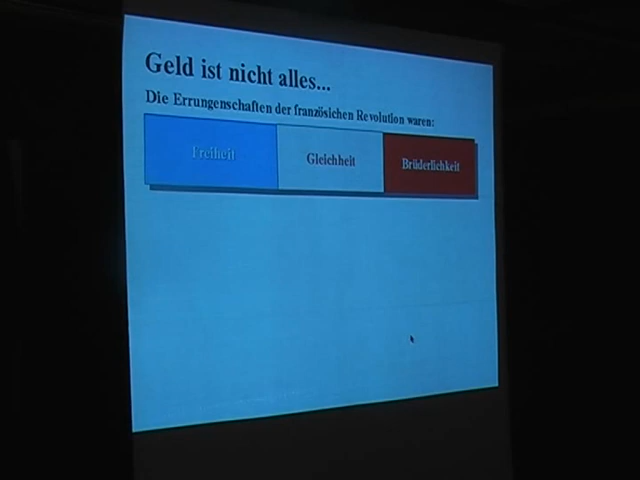 Geld ist nicht alles...
Die Errungenschaften der französichen Revolution waren:
Freiheit Gleichheit Brüderlichkeit